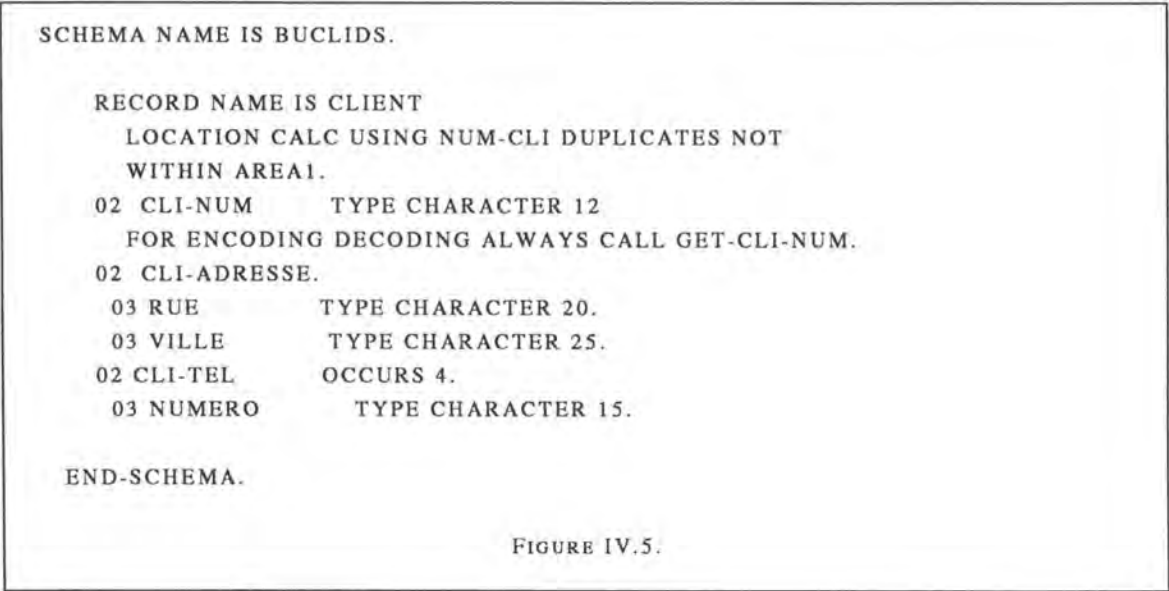 SCHEMA NAME IS BUCLIDS.
RECORD NAME IS CLIENT
LOCATION CALC USING NUM-CLI DUPLICATES NOT
WITHIN AREA1.
02 CLI-NUM TYPE CHARACTER 12
FOR ENCODING DECODING ALWAYS CALL GET-CLI-NUM.
02 CLI-ADRESSE.
03 RUE TYPE CHARACTER 20.
03 VILLE TYPE CHARACTER 25.
02 CLI-TEL OCCURS 4.
03 NUMERO TYPE CHARACTER 15.
END-SCHEMA.
FIGURE IV.5.